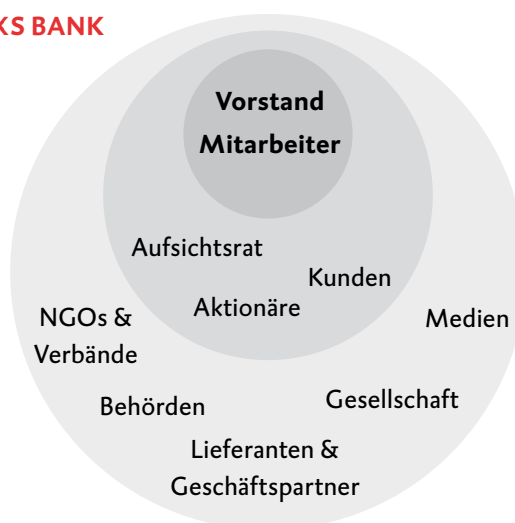 KS BANK
Vorstand
Mitarbeiter
Aufsichtsrat
Kunden
Aktionäre
NGOs &
Verbände
Medien
Behörden
Gesellschaft
Lieferanten &
Geschäftspartner